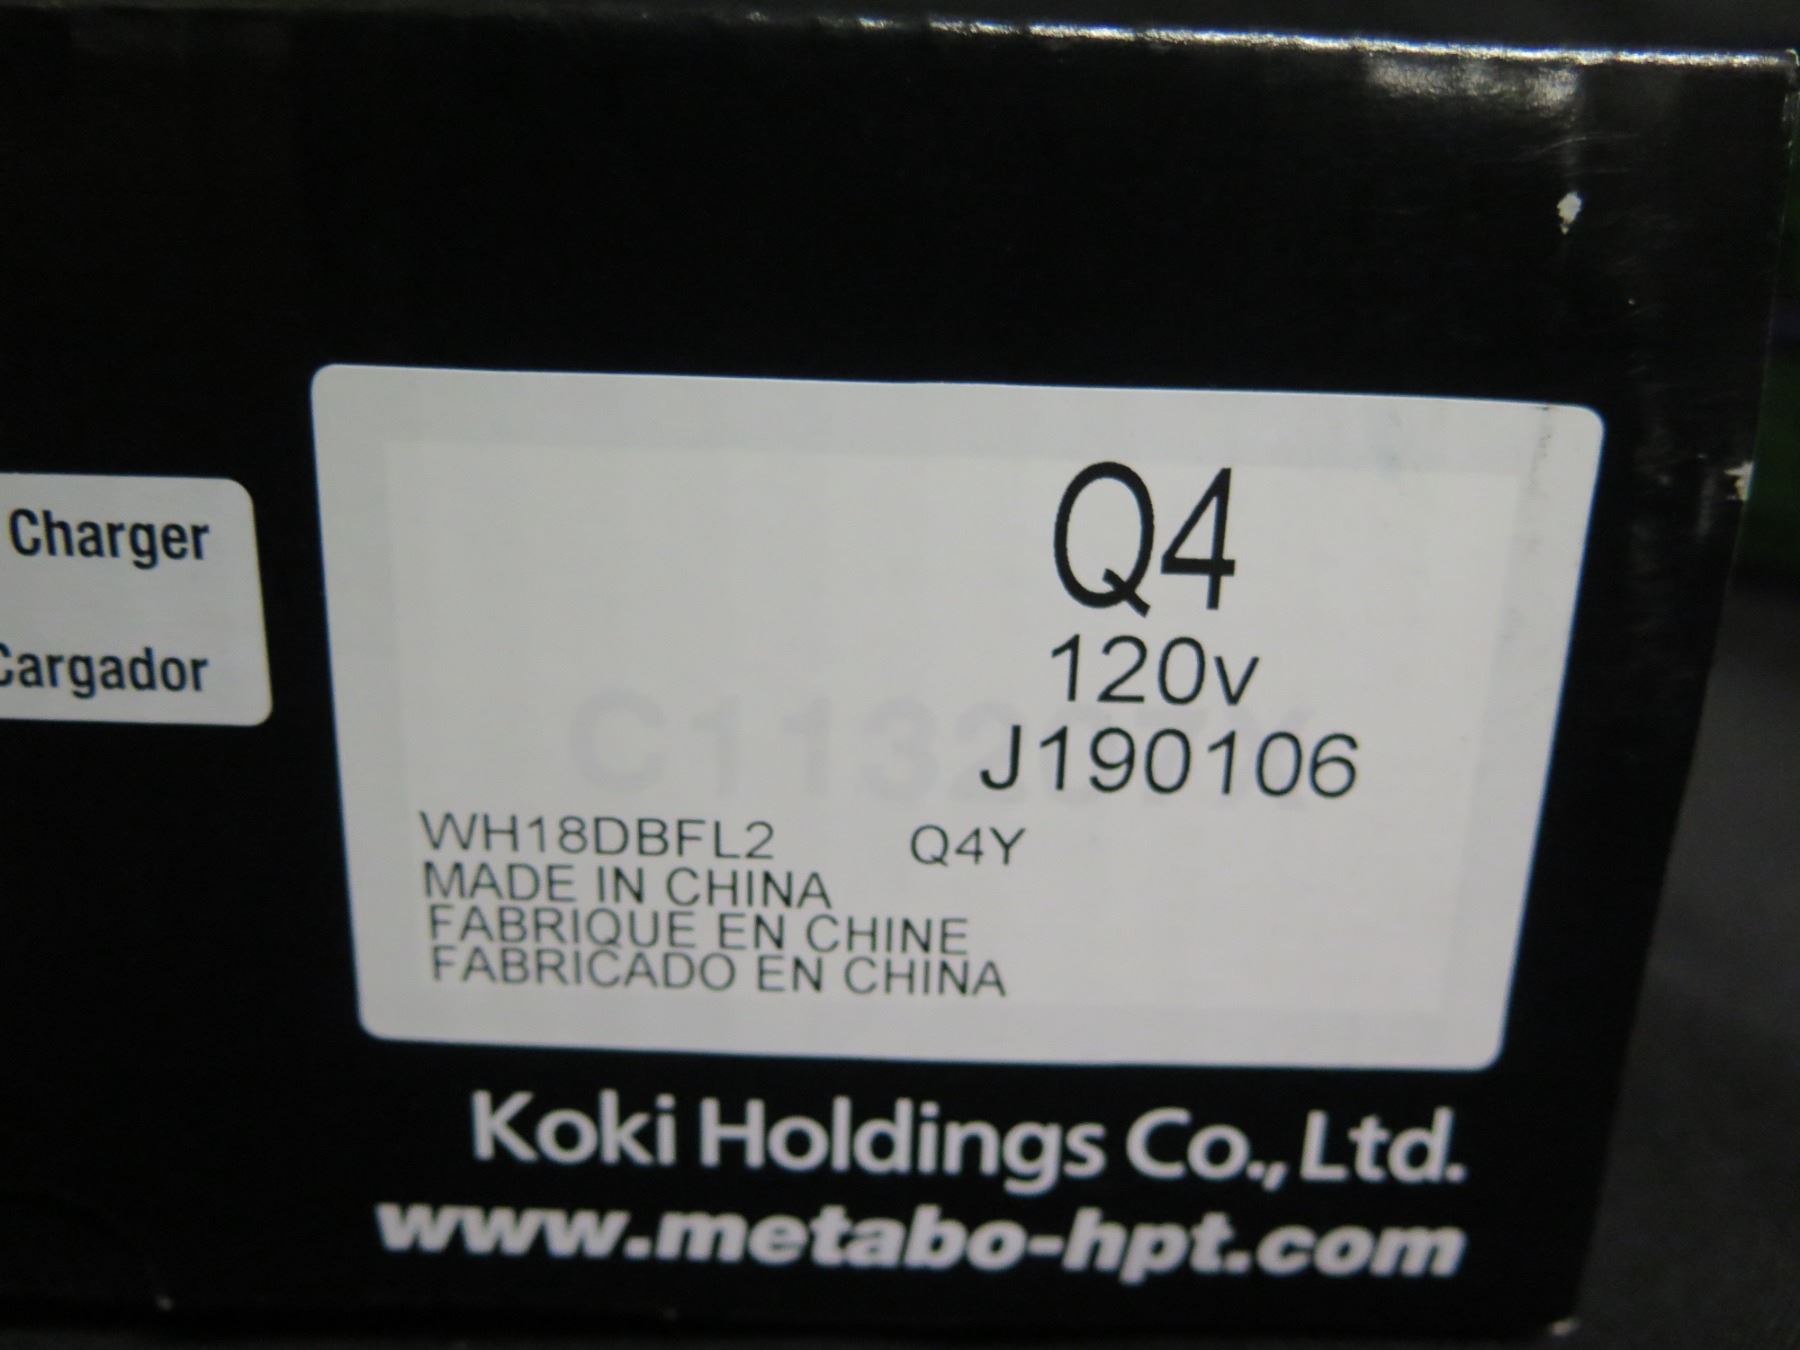 Charger
Cargador
Q4
120v
J190106
WH18DBFL2 Q4Y
MADE IN CHINA
FABRIQUE EN CHINE
FABRICADO EN CHINA
Koki Holdings Co., Ltd.
www.metabo-hpt.com